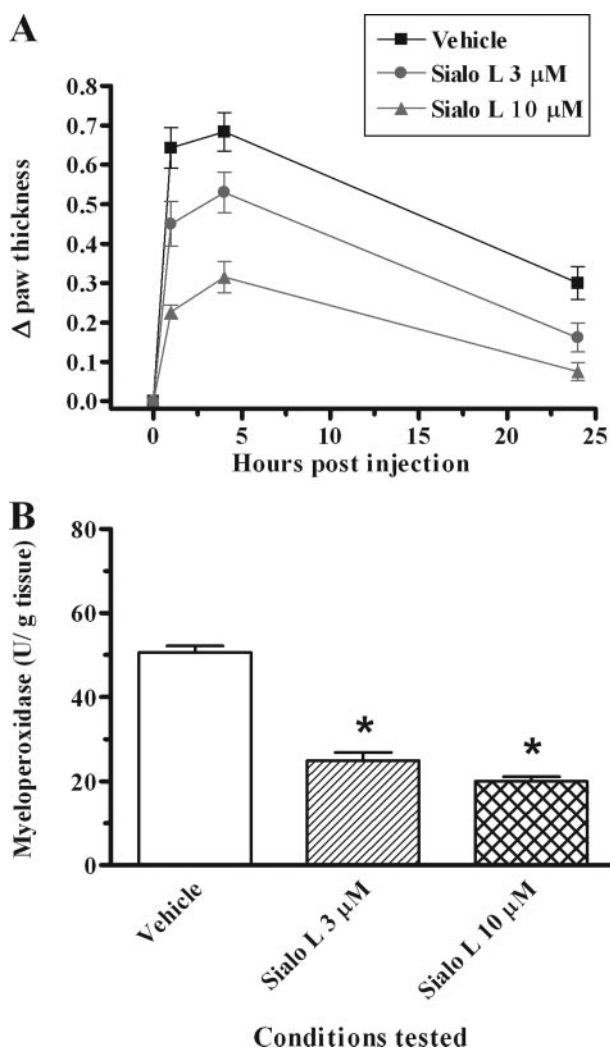 A
Vehicle
Sialo L 3 µM
Sialo L 10 µM
Δ paw thickness
0.8
0.7
0.6
0.5
0.4
0.3
0.2
0.1
0.0
0 5 10 15 20 25
Hours post injection
B
Myeloperoxidase (U/ g tissue)
80
60
40
20
0
* *
Vehicle
Sialo L 3 µM
Sialo L 10 µM
Conditions tested